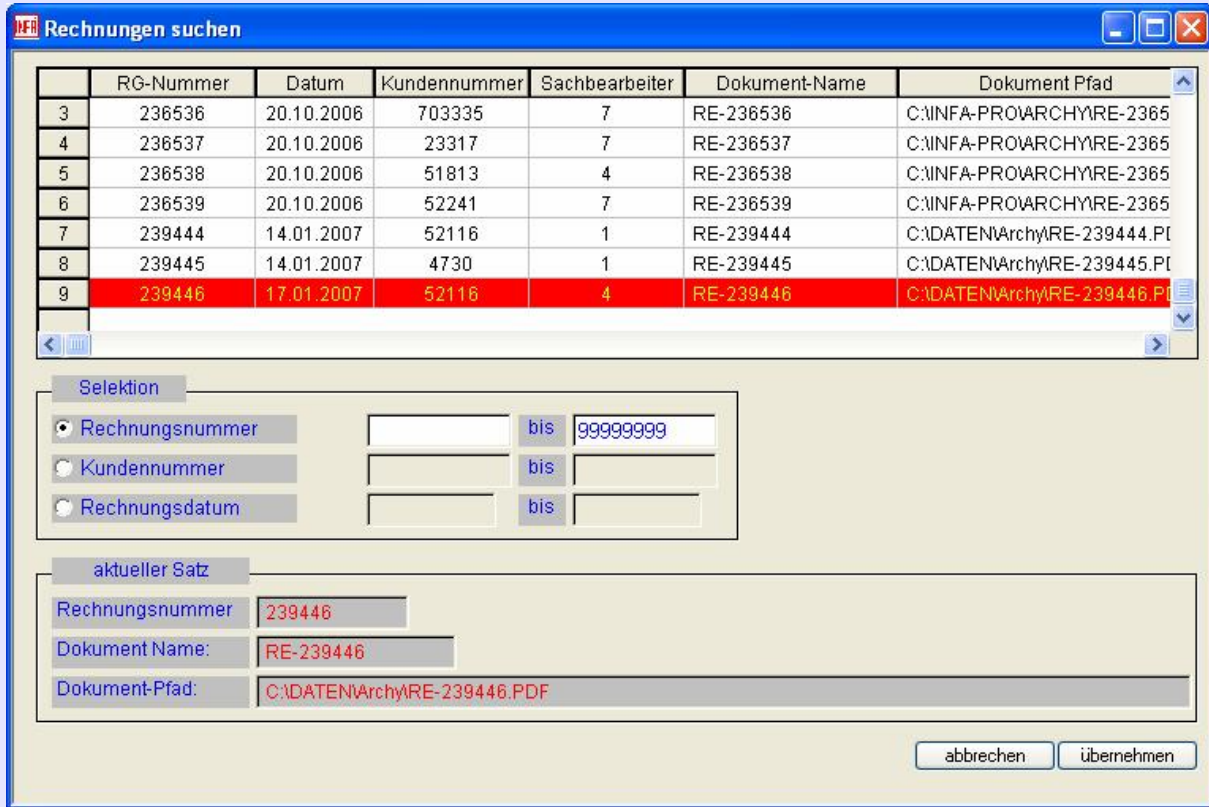 Rechnungen suchen
RG-Nummer Datum Kundennummer Sachbearbeiter Dokument-Name Dokument Pfad
3 236536 20.10.2006 703335 7 RE-236536 C:\INFA-PRO\ARCHY\RE-2365
4 236537 20.10.2006 23317 7 RE-236537 C:\INFA-PRO\ARCHY\RE-2365
5 236538 20.10.2006 51813 4 RE-236538 C:\INFA-PRO\ARCHY\RE-2365
6 236539 20.10.2006 52241 7 RE-236539 C:\INFA-PRO\ARCHY\RE-2365
7 239444 14.01.2007 52116 1 RE-239444 C:\DATEN\Archy\RE-239444.PD
8 239445 14.01.2007 4730 1 RE-239445 C:\DATEN\Archy\RE-239445.PD
9 239446 17.01.2007 52116 4 RE-239446 C:\DATEN\Archy\RE-239446.PD
Selektion
Rechnungsnummer bis 99999999
Kundennummer bis
Rechnungsdatum bis
aktueller Satz
Rechnungsnummer 239446
Dokument Name: RE-239446
Dokument-Pfad: C:\DATEN\Archy\RE-239446.PDF
abbrechen übernehmen